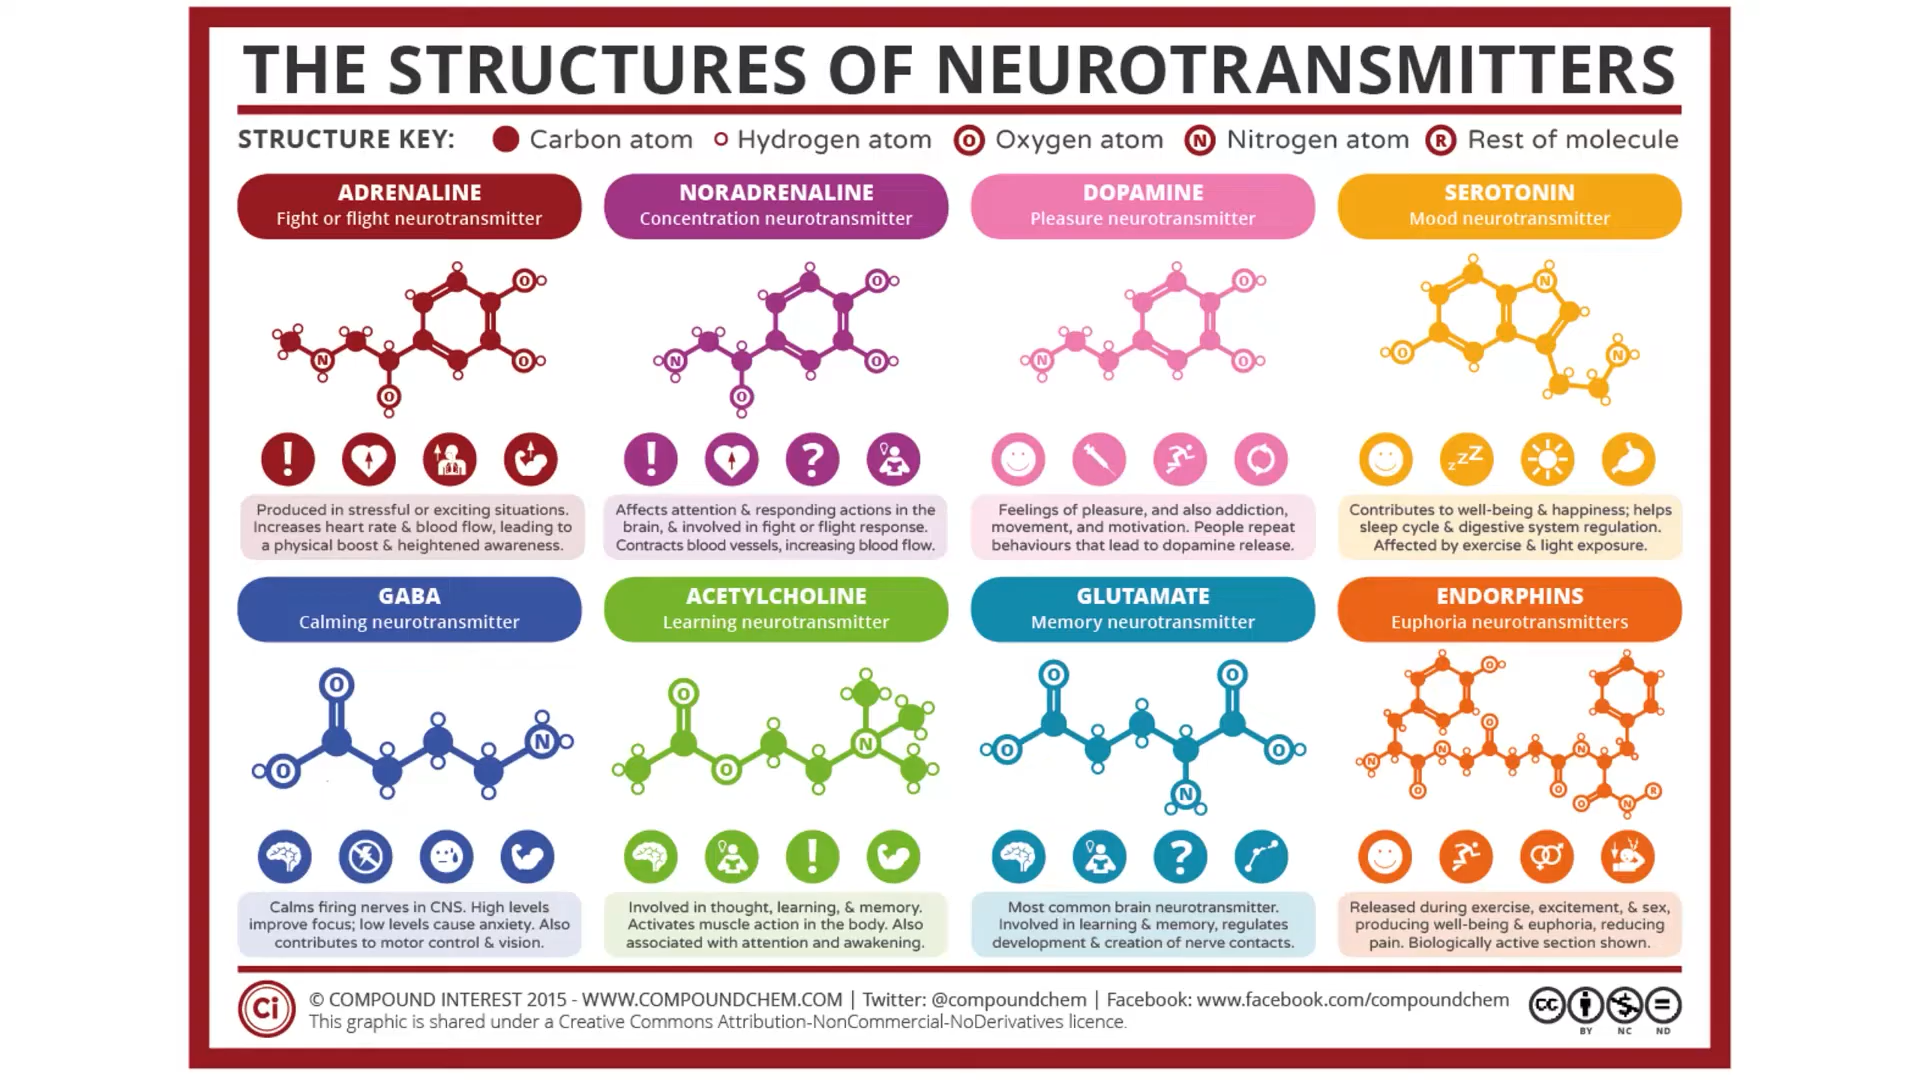 THE STRUCTURES OF NEUROTRANSMITTERS
STRUCTURE KEY: Carbon atom Hydrogen atom O Oxygen atom N Nitrogen atom R Rest of molecule
ADRENALINE
Fight or flight neurotransmitter
O
O
N
O
!
Produced in stressful or exciting situations.
Increases heart rate & blood flow, leading to
a physical boost & heightened awareness.
NORADRENALINE
Concentration neurotransmitter
O
O
N
O
! ?
Affects attention & responding actions in the
brain, & involved in fight or flight response.
Contracts blood vessels, increasing blood flow.
DOPAMINE
Pleasure neurotransmitter
O
N O
Feelings of pleasure, and also addiction,
movement, and motivation. People repeat
behaviours that lead to dopamine release.
SEROTONIN
Mood neurotransmitter
N
O N
zzZ
Contributes to well-being & happiness; helps
sleep cycle & digestive system regulation.
Affected by exercise & light exposure.
GABA
Calming neurotransmitter
O
N
O
Calms firing nerves in CNS. High levels
improve focus; low levels cause anxiety. Also
contributes to motor control & vision.
ACETYLCHOLINE
Learning neurotransmitter
O
N
O
!
Involved in thought, learning, & memory.
Activates muscle action in the body. Also
associated with attention and awakening.
GLUTAMATE
Memory neurotransmitter
O O
O O
N
?
Most common brain neurotransmitter.
Involved in learning & memory, regulates
development & creation of nerve contacts.
ENDORPHINS
Euphoria neurotransmitters
O
O
N N
N
O O R
O N
Released during exercise, excitement, & sex,
producing well-being & euphoria, reducing
pain. Biologically active section shown.
Ci
© COMPOUND INTEREST 2015 - WWW.COMPOUNDCHEM.COM | Twitter: @compoundchem | Facebook: www.facebook.com/compoundchem
This graphic is shared under a Creative Commons Attribution-NonCommercial-NoDerivatives licence.
cc $ =
BY NC ND